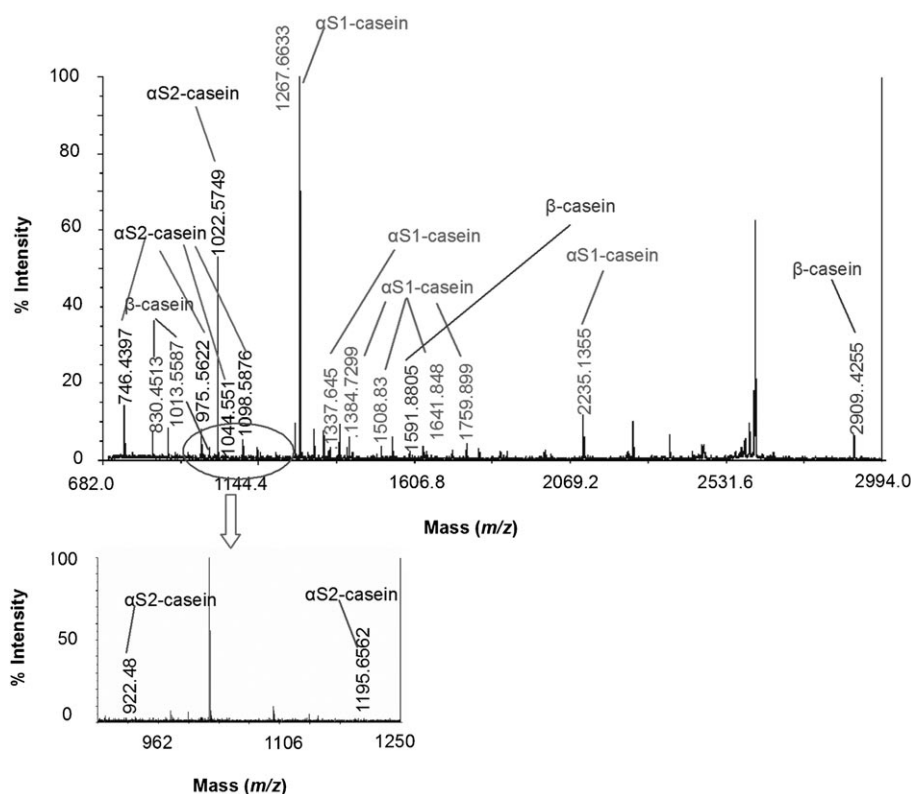 αS1-casein
1267.6633
100
αS2-casein
80
1022.5749
% Intensity
60
αS2-casein
β-casein
αS1-casein
αS1-casein
β-casein
β-casein
αS1-casein
40
746.4397
830.4513
1013.5587
975.5622
1044.551
1098.5876
1337.645
.1384.7299
1508.83
1591.8805
1641.848
1759.899
2235.1355
2909..4255
20
0
682.0
1144.4
1606.8
2069.2
2531.6
2994.0
Mass (m/z)
100
αS2-casein
αS2-casein
% Intensity
50
922.48
1195.6562
0
962
1106
1250
Mass (m/z)